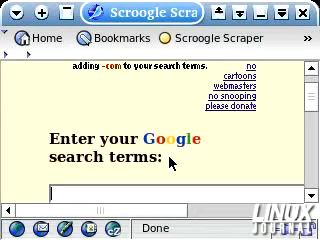 Scroogle Scra
Home Bookmarks Scroogle Scraper »
adding -com to your search terms.
no
cartoons
webmasters
no snooping
please donate
Enter your Google
search terms:
Done
LINUX
JOURNAL